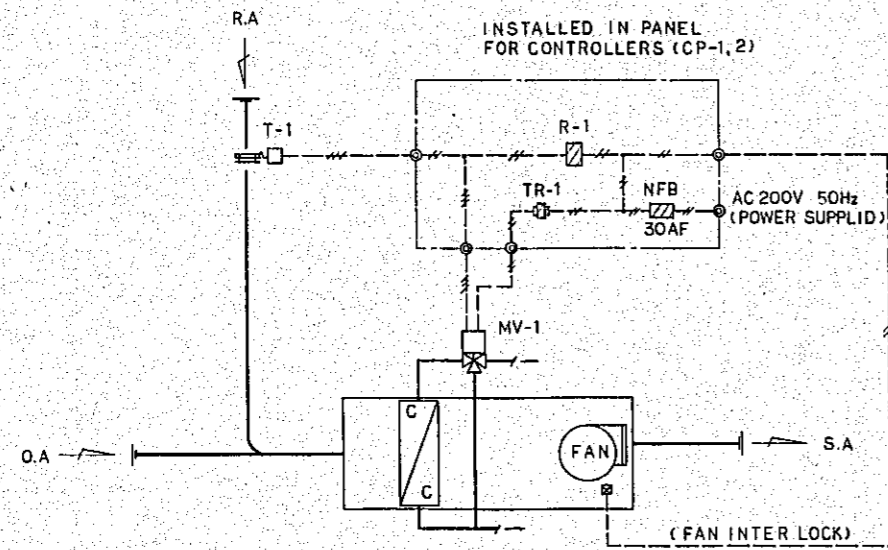 R.A
INSTALLED IN PANEL
FOR CONTROLLERS (CP-1,2)
T-1
R-1
TR-1
NFB
30AF
AC 200V 50Hz
(POWER SUPPLID)
MV-1
C
C
FAN
O.A
S.A
(FAN INTER LOCK)